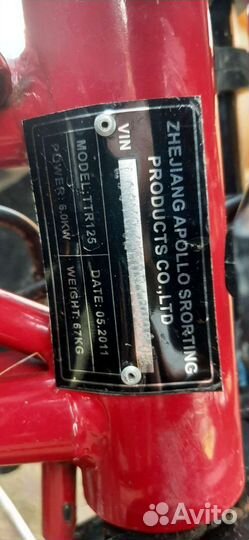 ZHEJIANG APOLLO SRORTING
PRODUCTS CO.,LTD
VIN
MODEL:TTR125
DATE: 05.2011
POWER: 6.0KW
WEIGHT: 67KG
Avito